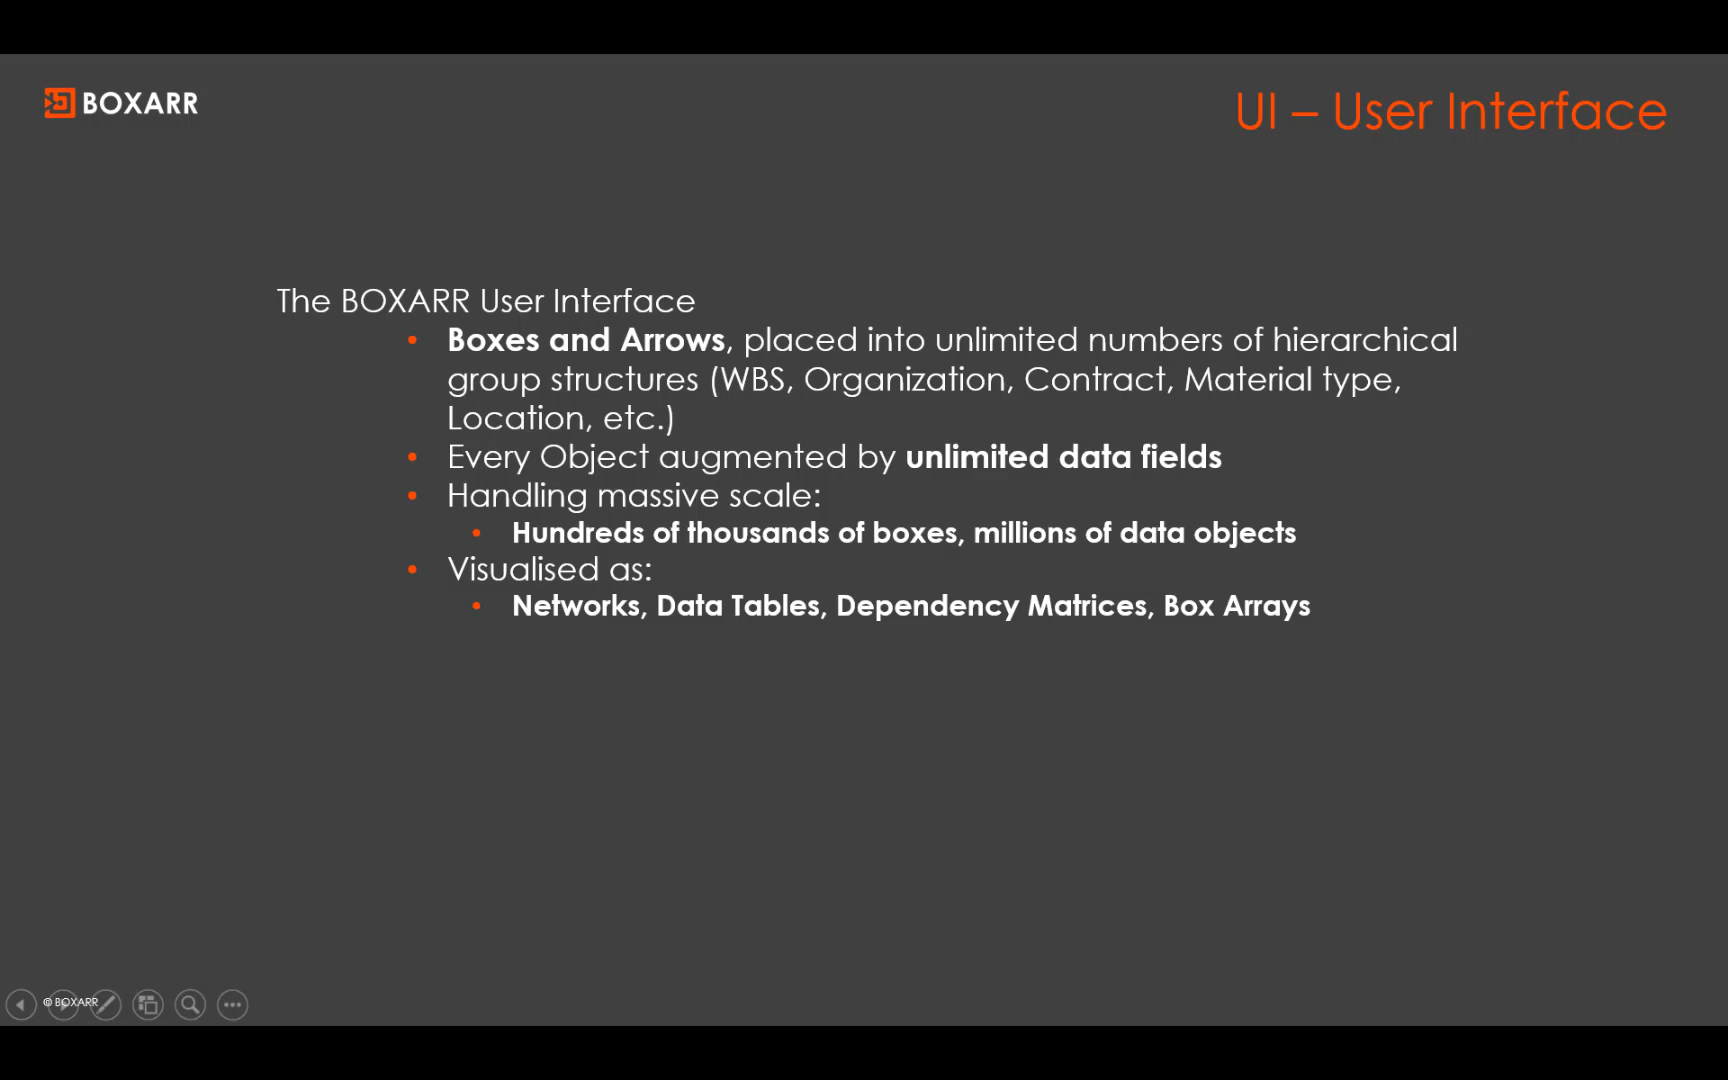 BOXARR
UI – User Interface
The BOXARR User Interface
• Boxes and Arrows, placed into unlimited numbers of hierarchical
group structures (WBS, Organization, Contract, Material type,
Location, etc.)
• Every Object augmented by unlimited data fields
• Handling massive scale:
• Hundreds of thousands of boxes, millions of data objects
• Visualised as:
• Networks, Data Tables, Dependency Matrices, Box Arrays
© BOXARR